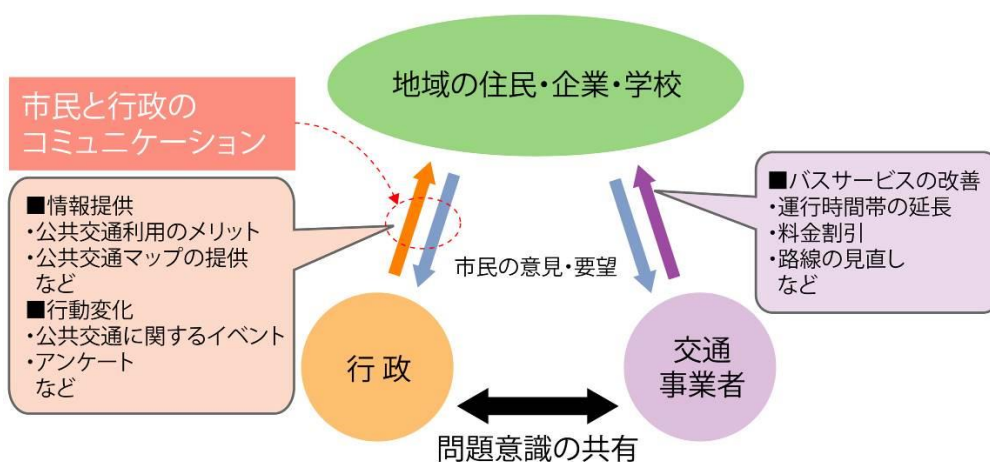 地域の住民・企業・学校
市民と行政の
コミュニケーション
■情報提供
・公共交通利用のメリット
・公共交通マップの提供
など
■行動変化
・公共交通に関するイベント
・アンケート
など
■バスサービスの改善
・運行時間帯の延長
・料金割引
・路線の見直し
など
市民の意見・要望
行政
交通
事業者
問題意識の共有